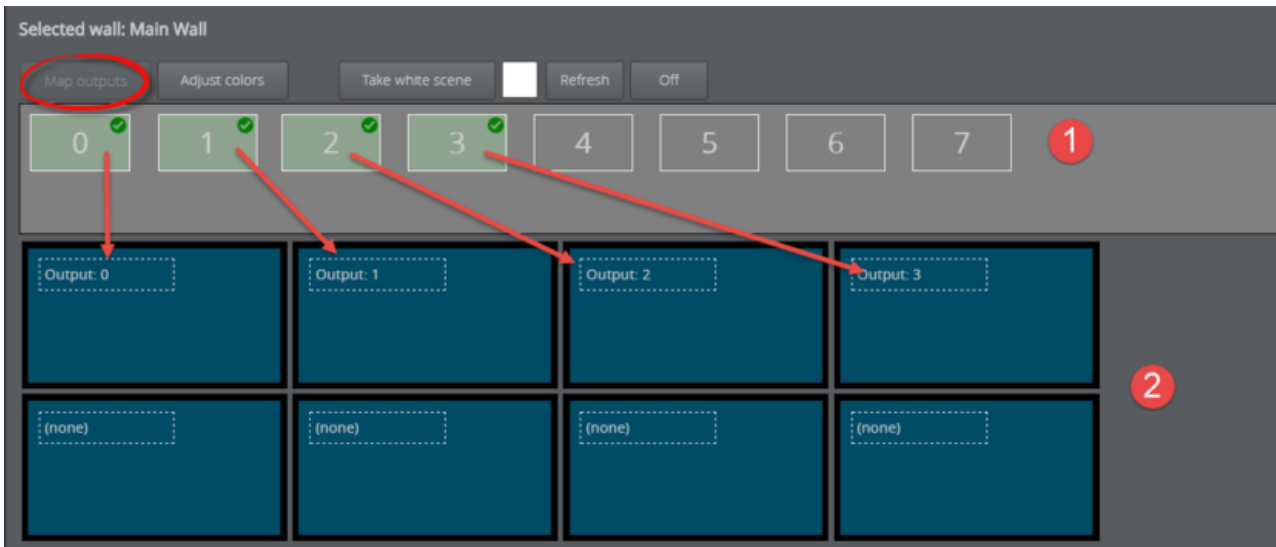 Selected wall: Main Wall
Map outputs Adjust colors Take white scene Refresh Off
0 1 2 3 4 5 6 7 1
Output: 0 Output: 1 Output: 2 Output: 3
2
(none) (none) (none) (none)